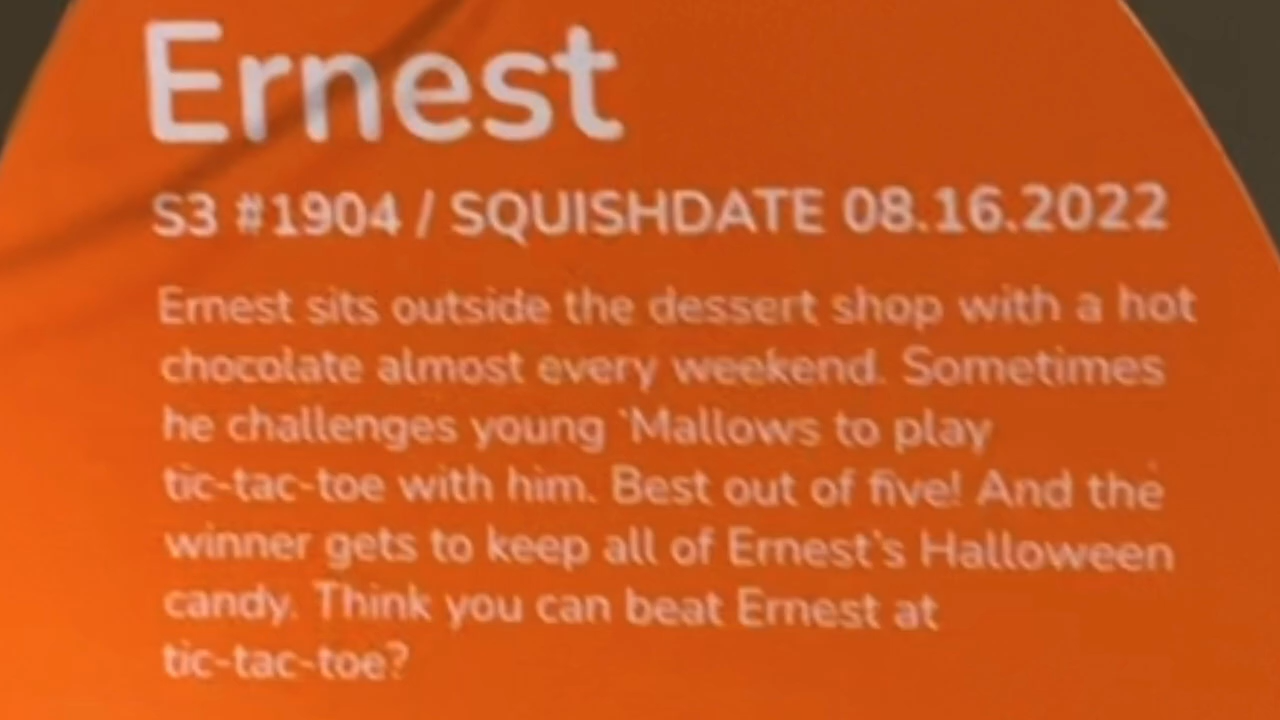 Ernest
S3 #1904 / SQUISHDATE 08.16.2022
Ernest sits outside the dessert shop with a hot
chocolate almost every weekend. Sometimes
he challenges young ‘Mallows to play
tic-tac-toe with him. Best out of five! And the
winner gets to keep all of Ernest’s Halloween
candy. Think you can beat Ernest at
tic-tac-toe?